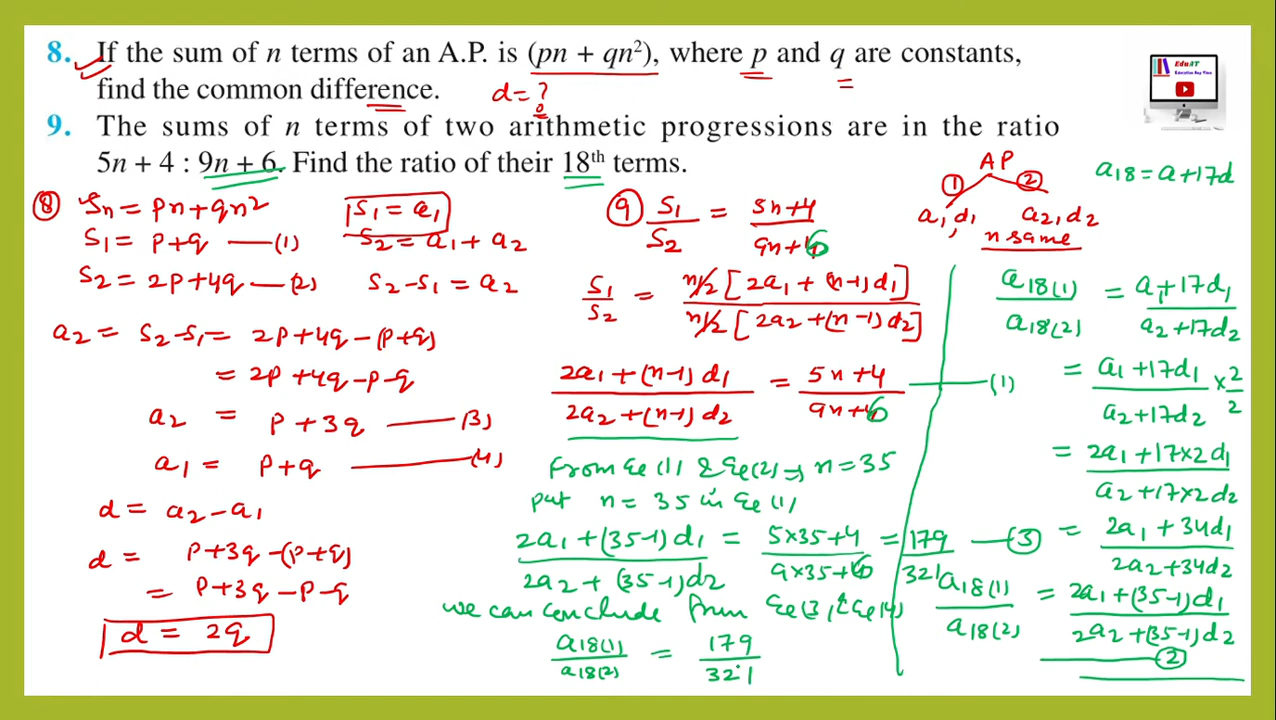 8. If the sum of n terms of an A.P. is (pn + qn²), where p and q are constants,
find the common difference. d = ?
9. The sums of n terms of two arithmetic progressions are in the ratio
5n + 4 : 9n + 6. Find the ratio of their 18th terms.
EduAT
Education Any Time
AP
① ②
a1, d1 a2, d2
n same
a18 = a+17d
⑧ Sn = pn+qn²
S1 = a1
S1 = p+q —(1)
S2 = a1 + a2
S2 = 2p+4q —(2)
S2-S1 = a2
a2 = S2-S1 = 2p+4q-(p+q)
= 2p+4q-p-q
a2 = p+3q —(3)
a1 = p+q —(4)
d = a2-a1
d = p+3q-(p+q)
= p+3q-p-q
d = 2q
⑨ S1/S2 = 5n+4/9n+6
S1/S2 = n/2[2a1+(n-1)d1]/n/2[2a2+(n-1)d2]
2a1+(n-1)d1/2a2+(n-1)d2 = 5n+4/9n+6 —(1)
From Eq (1) & Eq(2) ⇒ n=35
put n = 35 in Eq (1)
2a1+(35-1)d1/2a2+(35-1)d2 = 5×35+4/9×35+6 = 179/321 —③
we can conclude from Eq(3) & Eq(4)
a18(1)/a18(2) = 179/321
a18(1)/a18(2) = a1+17d1/a2+17d2
= a1+17d1/a2+17d2 × 2/2
= 2a1+17×2d1/a2+17×2d2
= 2a1+34d1/2a2+34d2
a18(1)/a18(2) = 2a1+(35-1)d1/2a2+(35-1)d2
—②